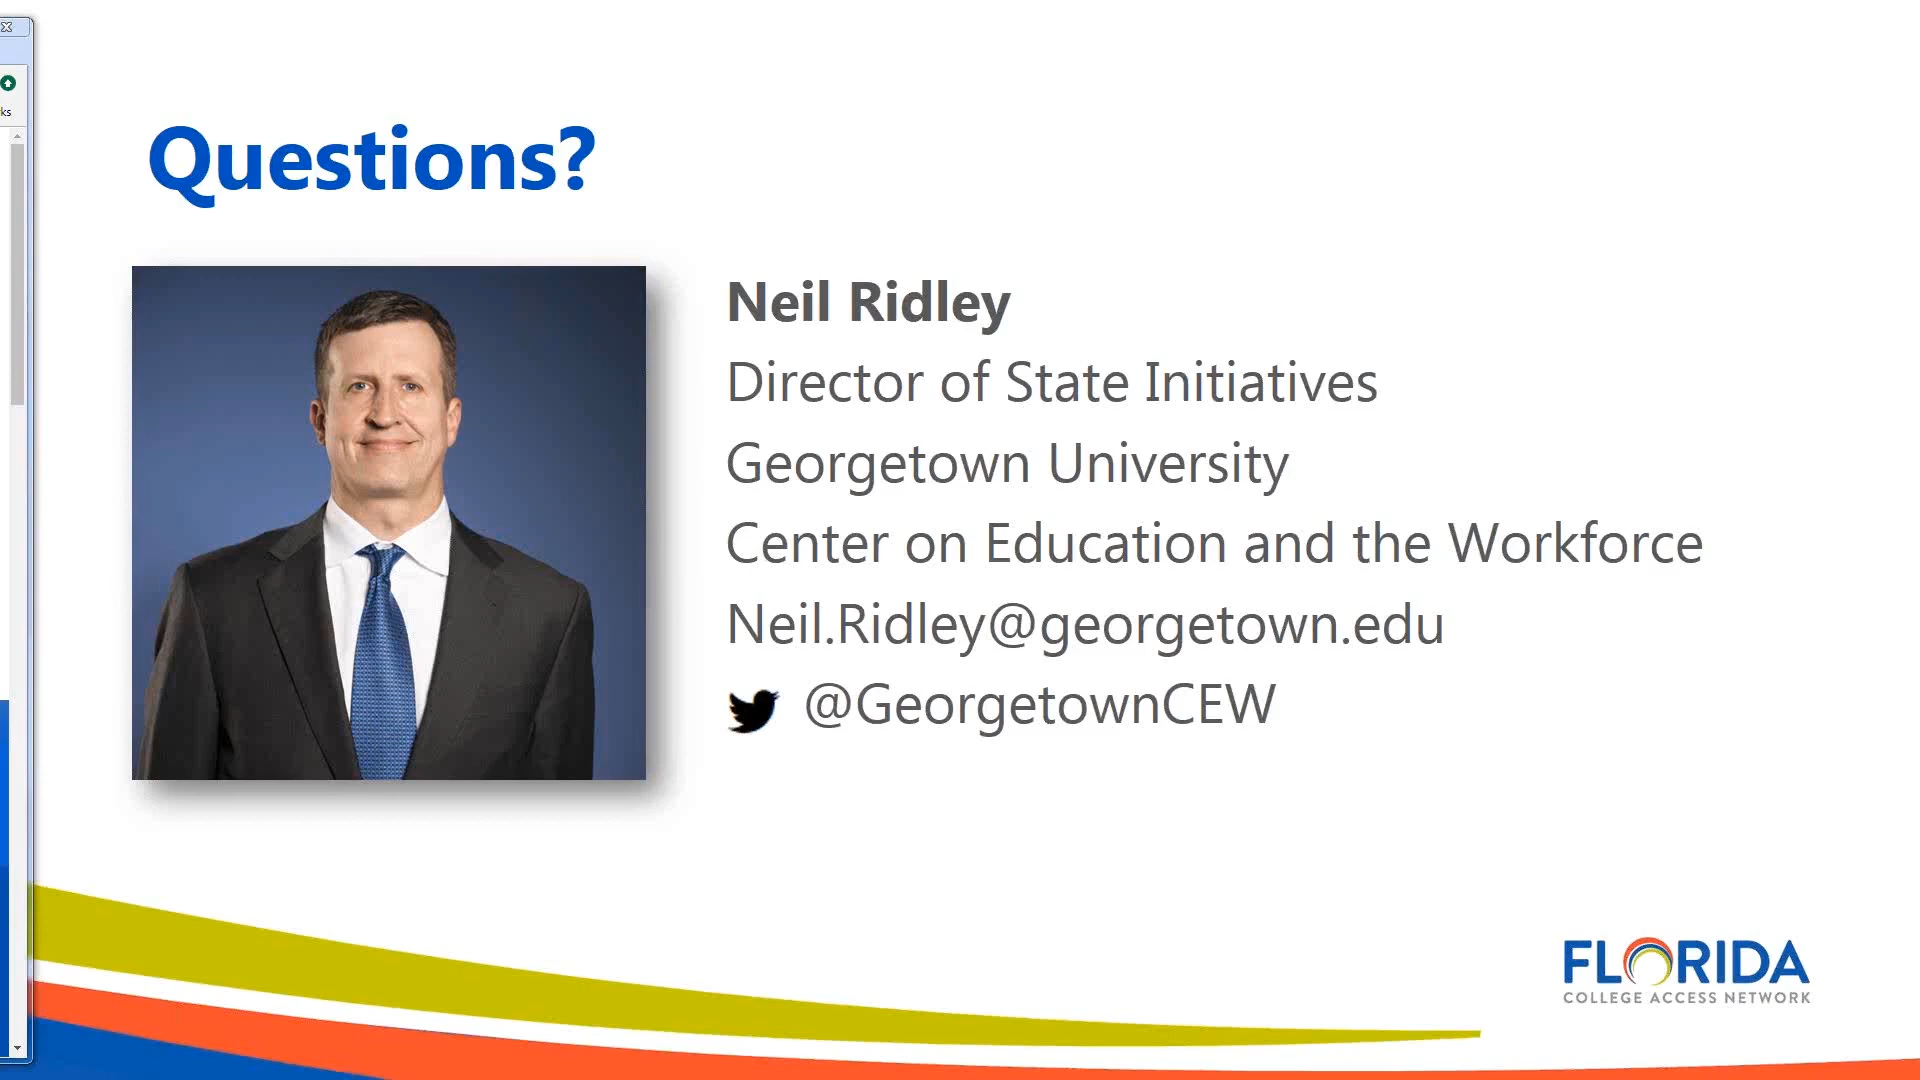 ks
Questions?
Neil Ridley
Director of State Initiatives
Georgetown University
Center on Education and the Workforce
Neil.Ridley@georgetown.edu
@GeorgetownCEW
FLORIDA
COLLEGE ACCESS NETWORK